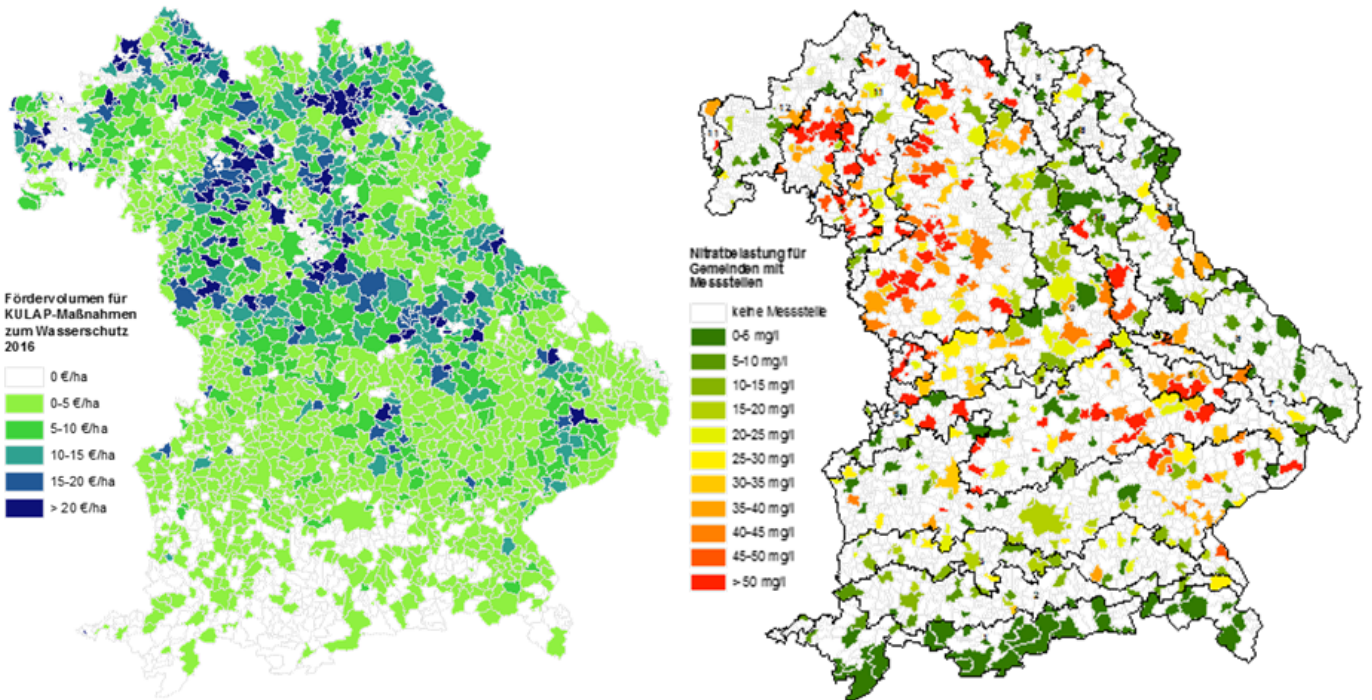 Fördervolumen für
KULAP-Maßnahmen
zum Wasserschutz
2016
0 €/ha
0-5 €/ha
5-10 €/ha
10-15 €/ha
15-20 €/ha
> 20 €/ha
Nitratbelastung für
Gemeinden mit
Messstellen
keine Messstelle
0-5 mg/l
5-10 mg/l
10-15 mg/l
15-20 mg/l
20-25 mg/l
25-30 mg/l
30-35 mg/l
35-40 mg/l
40-45 mg/l
45-50 mg/l
> 50 mg/l